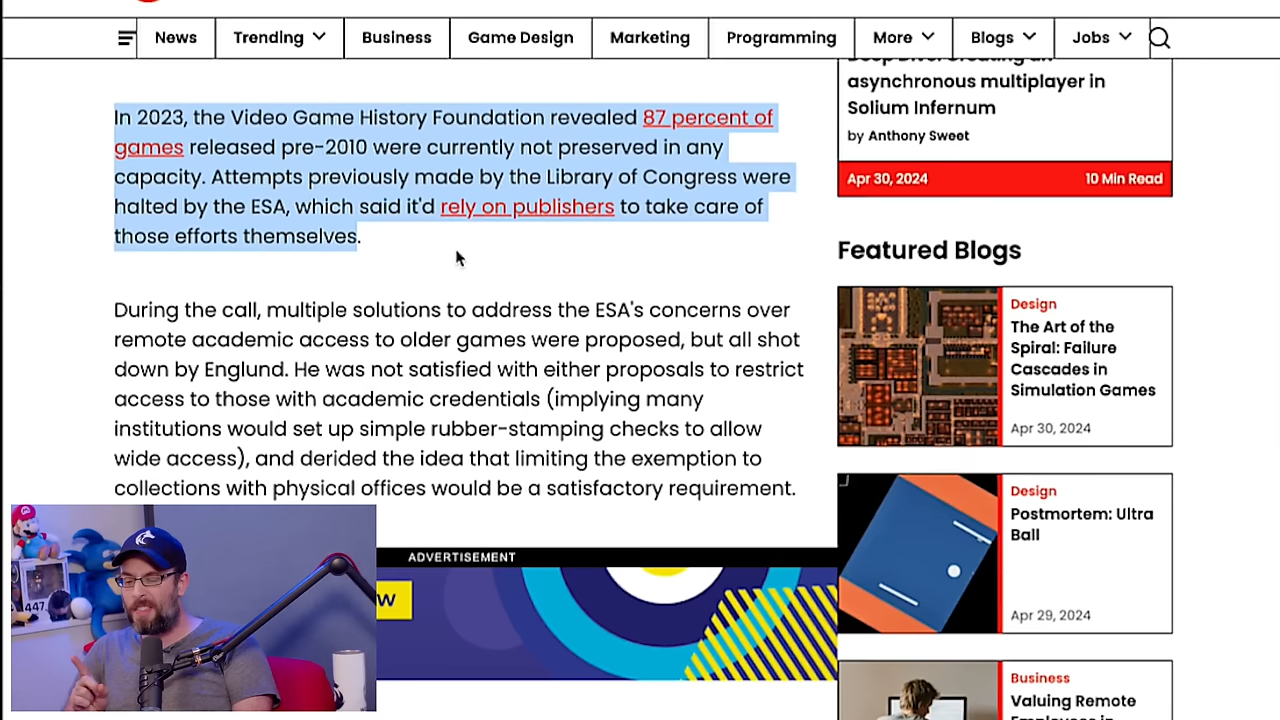 News
Trending
Business
Game Design
Marketing
Programming
More
Blogs
Jobs
In 2023, the Video Game History Foundation revealed 87 percent of
games released pre-2010 were currently not preserved in any
capacity. Attempts previously made by the Library of Congress were
halted by the ESA, which said it'd rely on publishers to take care of
those efforts themselves.
During the call, multiple solutions to address the ESA's concerns over
remote academic access to older games were proposed, but all shot
down by Englund. He was not satisfied with either proposals to restrict
access to those with academic credentials (implying many
institutions would set up simple rubber-stamping checks to allow
wide access), and derided the idea that limiting the exemption to
collections with physical offices would be a satisfactory requirement.
ADVERTISEMENT
W
447
Deep Dive: Creating an
asynchronous multiplayer in
Solium Infernum
by Anthony Sweet
Apr 30, 2024
10 Min Read
Featured Blogs
Design
The Art of the
Spiral: Failure
Cascades in
Simulation Games
Apr 30, 2024
Design
Postmortem: Ultra
Ball
Apr 29, 2024
Business
Valuing Remote